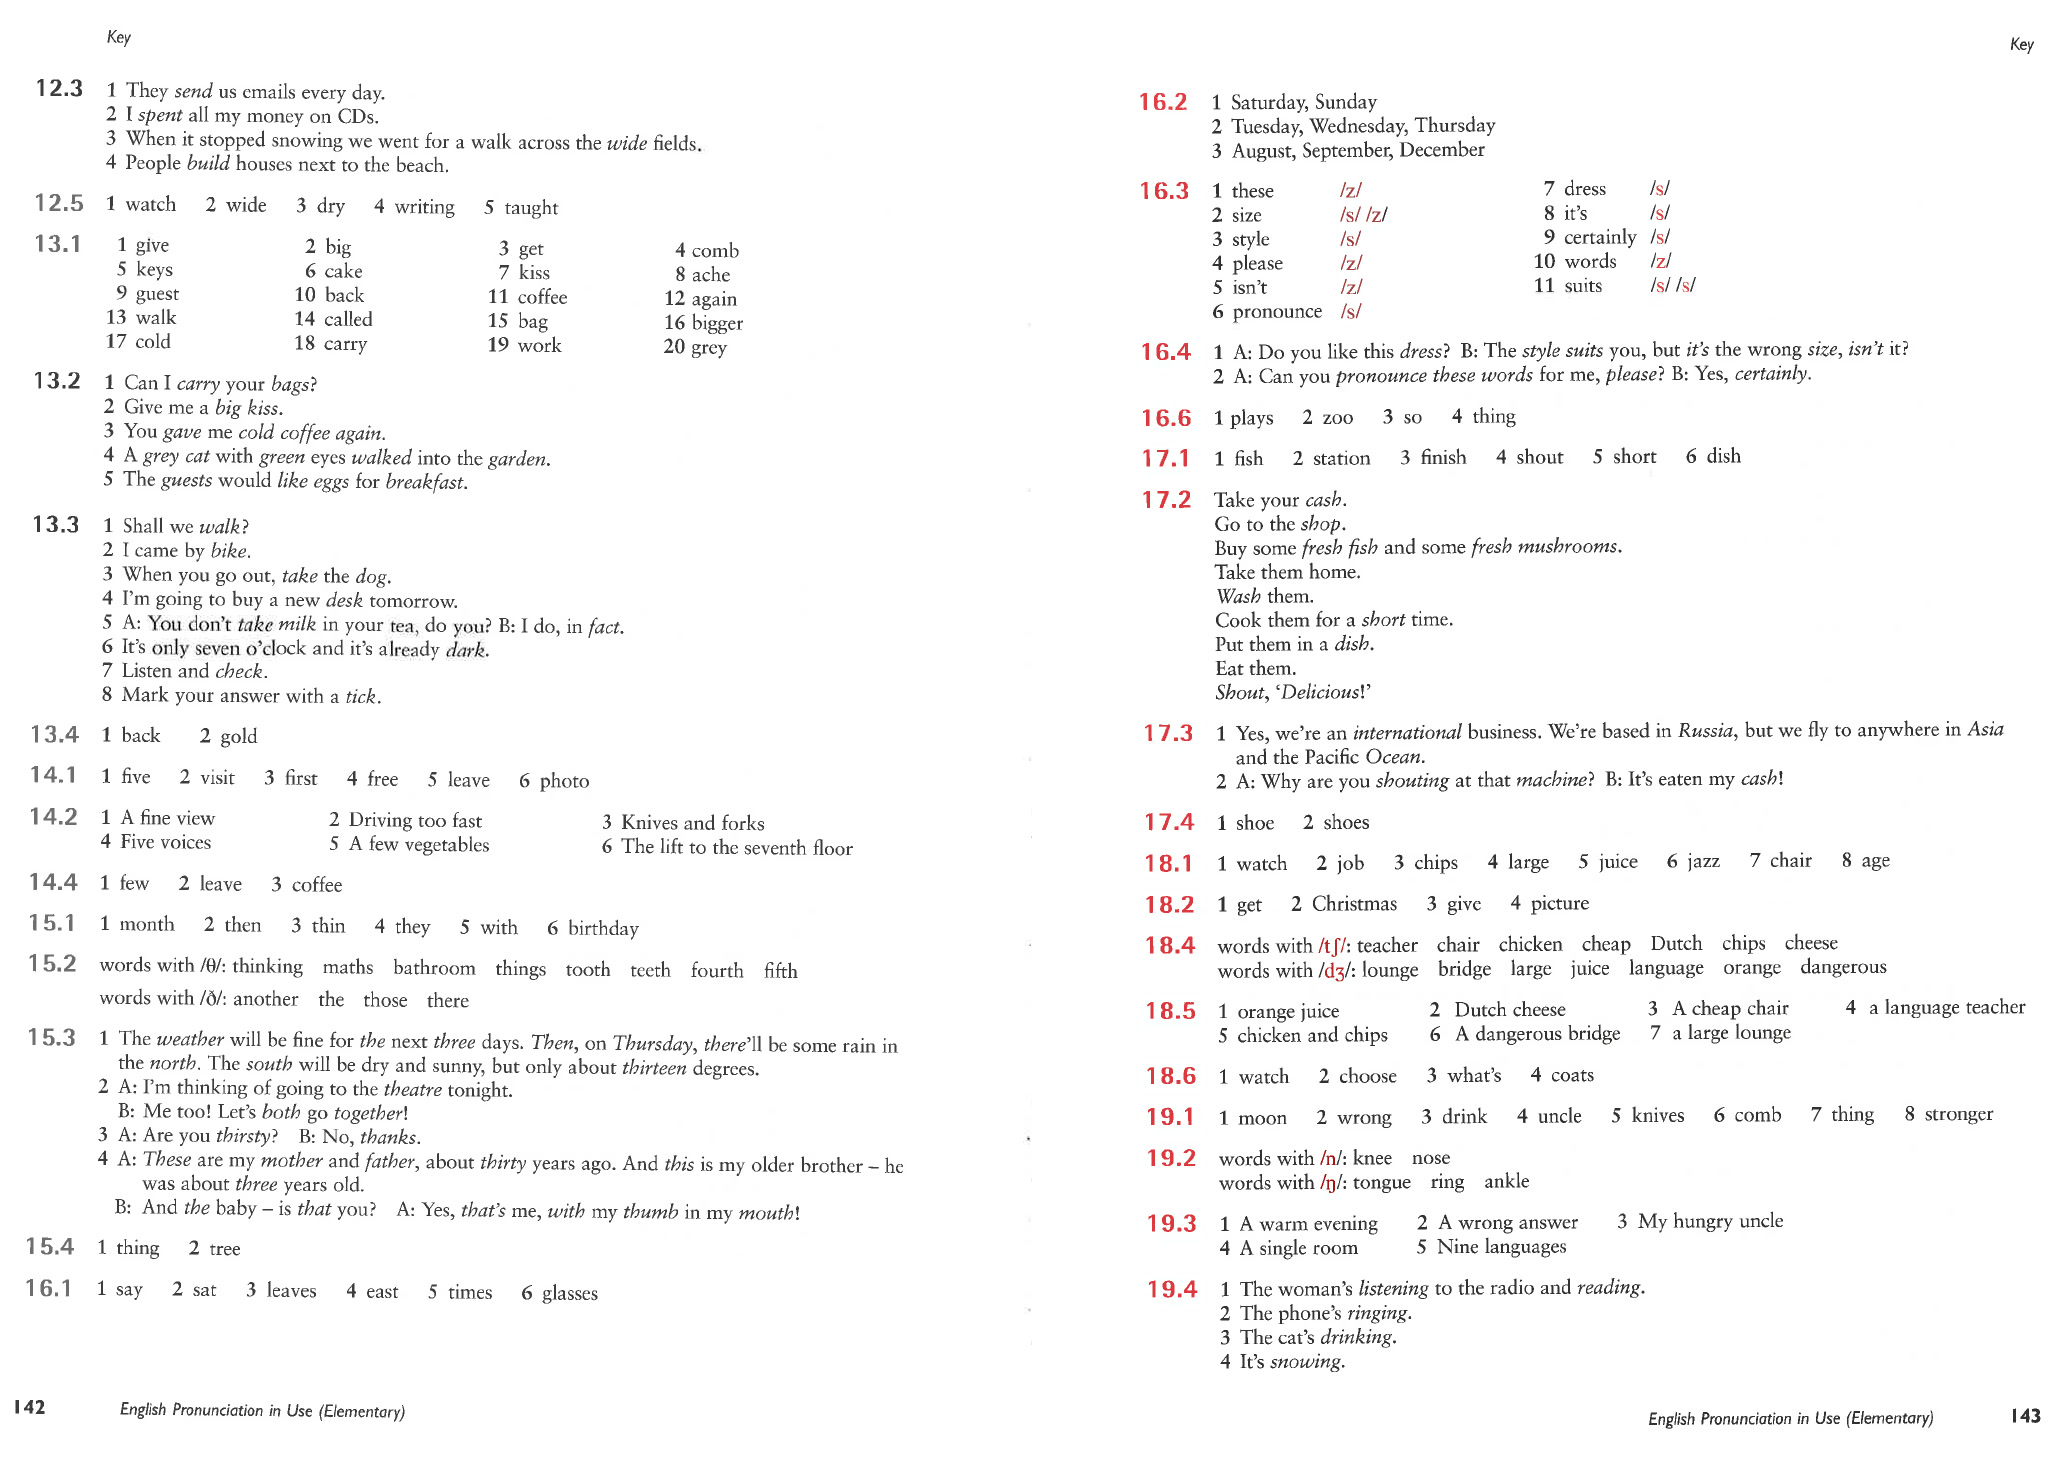 Key
12.3 1 They send us emails every day.
2 I spent all my money on CDs.
3 When it stopped snowing we went for a walk across the wide fields.
4 People build houses next to the beach.
12.5 1 watch 2 wide 3 dry 4 writing 5 taught
13.1 1 give 2 big 3 get 4 comb
5 keys 6 cake 7 kiss 8 ache
9 guest 10 back 11 coffee 12 again
13 walk 14 called 15 bag 16 bigger
17 cold 18 carry 19 work 20 grey
13.2 1 Can I carry your bags?
2 Give me a big kiss.
3 You gave me cold coffee again.
4 A grey cat with green eyes walked into the garden.
5 The guests would like eggs for breakfast.
13.3 1 Shall we walk?
2 I came by bike.
3 When you go out, take the dog.
4 I'm going to buy a new desk tomorrow.
5 A: You don't take milk in your tea, do you? B: I do, in fact.
6 It's only seven o'clock and it's already dark.
7 Listen and check.
8 Mark your answer with a tick.
13.4 1 back 2 gold
14.1 1 five 2 visit 3 first 4 free 5 leave 6 photo
14.2 1 A fine view 2 Driving too fast 3 Knives and forks
4 Five voices 5 A few vegetables 6 The lift to the seventh floor
14.4 1 few 2 leave 3 coffee
15.1 1 month 2 then 3 thin 4 they 5 with 6 birthday
15.2 words with /θ/: thinking maths bathroom things tooth teeth fourth fifth
words with /ð/: another the those there
15.3 1 The weather will be fine for the next three days. Then, on Thursday, there'll be some rain in
the north. The south will be dry and sunny, but only about thirteen degrees.
2 A: I'm thinking of going to the theatre tonight.
B: Me too! Let's both go together!
3 A: Are you thirsty? B: No, thanks.
4 A: These are my mother and father, about thirty years ago. And this is my older brother – he
was about three years old.
B: And the baby – is that you? A: Yes, that's me, with my thumb in my mouth!
15.4 1 thing 2 tree
16.1 1 say 2 sat 3 leaves 4 east 5 times 6 glasses
142 English Pronunciation in Use (Elementary)
Key
16.2 1 Saturday, Sunday
2 Tuesday, Wednesday, Thursday
3 August, September, December
16.3 1 these /z/ 7 dress /s/
2 size /s/ /z/ 8 it's /s/
3 style /s/ 9 certainly /s/
4 please /z/ 10 words /z/
5 isn't /z/ 11 suits /s/ /s/
6 pronounce /s/
16.4 1 A: Do you like this dress? B: The style suits you, but it's the wrong size, isn't it?
2 A: Can you pronounce these words for me, please? B: Yes, certainly.
16.6 1 plays 2 zoo 3 so 4 thing
17.1 1 fish 2 station 3 finish 4 shout 5 short 6 dish
17.2 Take your cash.
Go to the shop.
Buy some fresh fish and some fresh mushrooms.
Take them home.
Wash them.
Cook them for a short time.
Put them in a dish.
Eat them.
Shout, 'Delicious!'
17.3 1 Yes, we're an international business. We're based in Russia, but we fly to anywhere in Asia
and the Pacific Ocean.
2 A: Why are you shouting at that machine? B: It's eaten my cash!
17.4 1 shoe 2 shoes
18.1 1 watch 2 job 3 chips 4 large 5 juice 6 jazz 7 chair 8 age
18.2 1 get 2 Christmas 3 give 4 picture
18.4 words with /tʃ/: teacher chair chicken cheap Dutch chips cheese
words with /dʒ/: lounge bridge large juice language orange dangerous
18.5 1 orange juice 2 Dutch cheese 3 A cheap chair 4 a language teacher
5 chicken and chips 6 A dangerous bridge 7 a large lounge
18.6 1 watch 2 choose 3 what's 4 coats
19.1 1 moon 2 wrong 3 drink 4 uncle 5 knives 6 comb 7 thing 8 stronger
19.2 words with /n/: knee nose
words with /ŋ/: tongue ring ankle
19.3 1 A warm evening 2 A wrong answer 3 My hungry uncle
4 A single room 5 Nine languages
19.4 1 The woman's listening to the radio and reading.
2 The phone's ringing.
3 The cat's drinking.
4 It's snowing.
English Pronunciation in Use (Elementary) 143